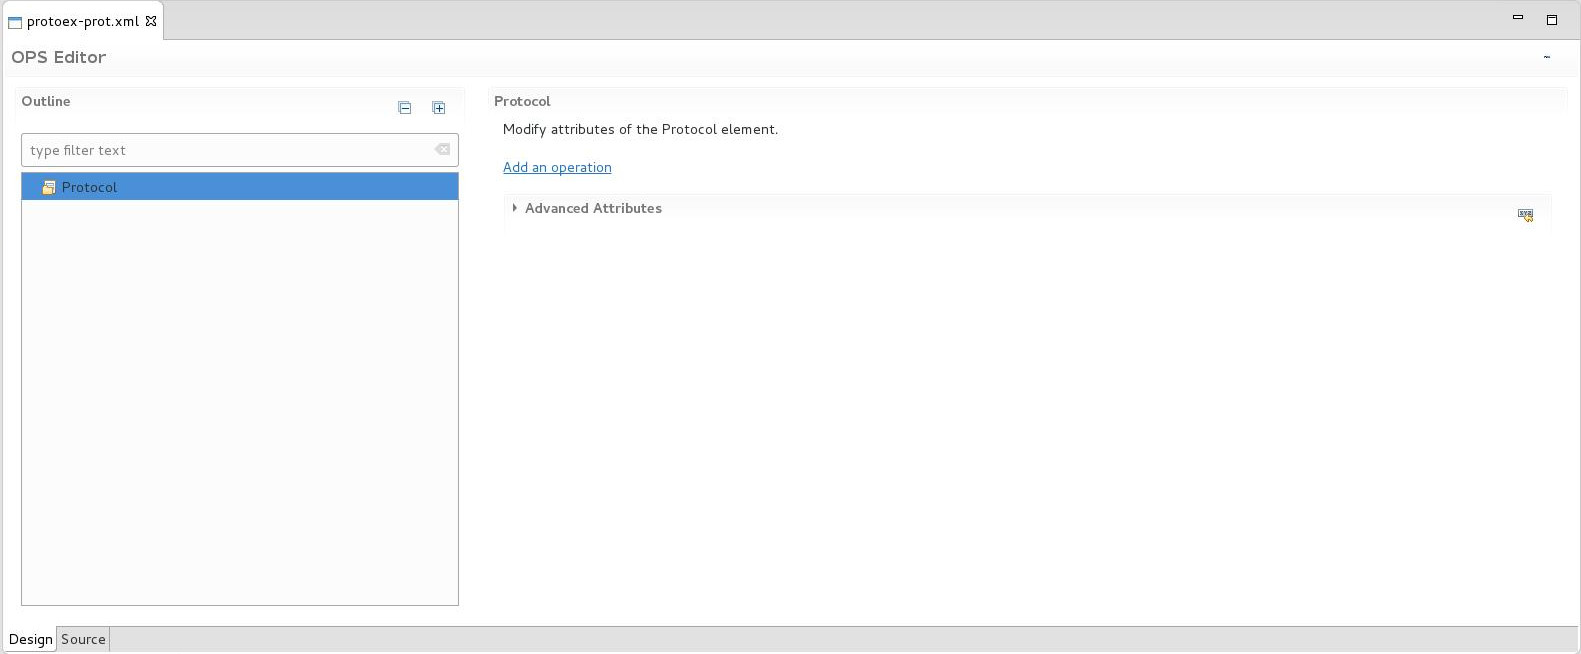 protoex-prot.xml
OPS Editor
Outline
type filter text
Protocol
Protocol
Modify attributes of the Protocol element.
Add an operation
Advanced Attributes
Design
Source